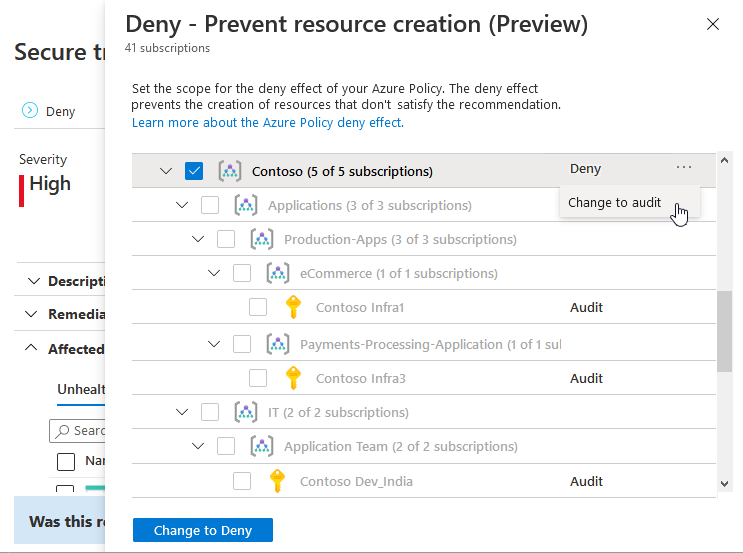 Deny - Prevent resource creation (Preview)
41 subscriptions
Secure tr
Set the scope for the deny effect of your Azure Policy. The deny effect
prevents the creation of resources that don't satisfy the recommendation.
Learn more about the Azure Policy deny effect.
Deny
Severity
High
Contoso (5 of 5 subscriptions) Deny ...
Change to audit
Applications (3 of 3 subscriptions)
Production-Apps (3 of 3 subscriptions)
eCommerce (1 of 1 subscriptions)
Descripti
Contoso Infra1 Audit
Remedia
Payments-Processing-Application (1 of 1 sul
Affected
Contoso Infra3 Audit
Unhealt
IT (2 of 2 subscriptions)
Searc
Application Team (2 of 2 subscriptions)
Nar
Contoso Dev_India Audit
Was this re
Change to Deny